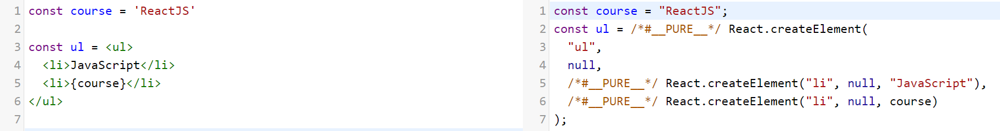 1 const course = 'ReactJS'
2
3 const ul = <ul>
4   <li>JavaScript</li>
5   <li>{course}</li>
6 </ul>
7
1 const course = "ReactJS";
2 const ul = /*#__PURE__*/ React.createElement(
3   "ul",
4   null,
5   /*#__PURE__*/ React.createElement("li", null, "JavaScript"),
6   /*#__PURE__*/ React.createElement("li", null, course)
7 );